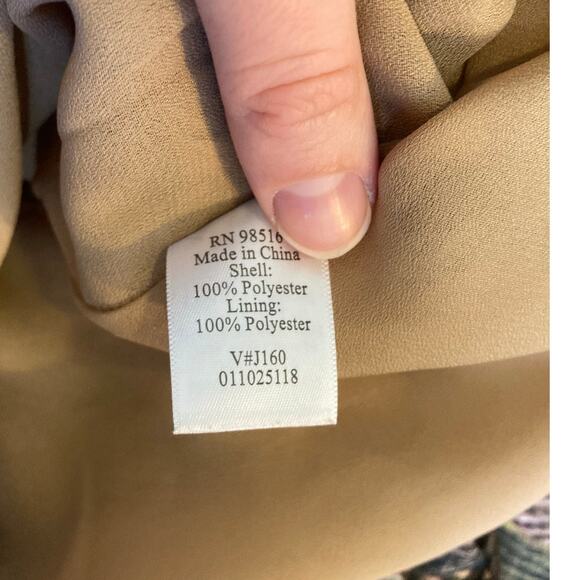 RN 98516
Made in China
Shell:
100% Polyester
Lining:
100% Polyester
V#J160
011025118